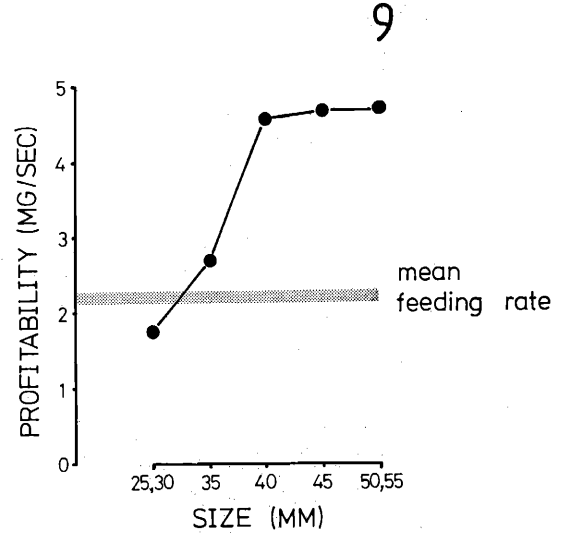 9
5
4
3
2
1
0
PROFITABILITY (MG/SEC)
mean
feeding rate
25,30 35 40 45 50,55
SIZE (MM)